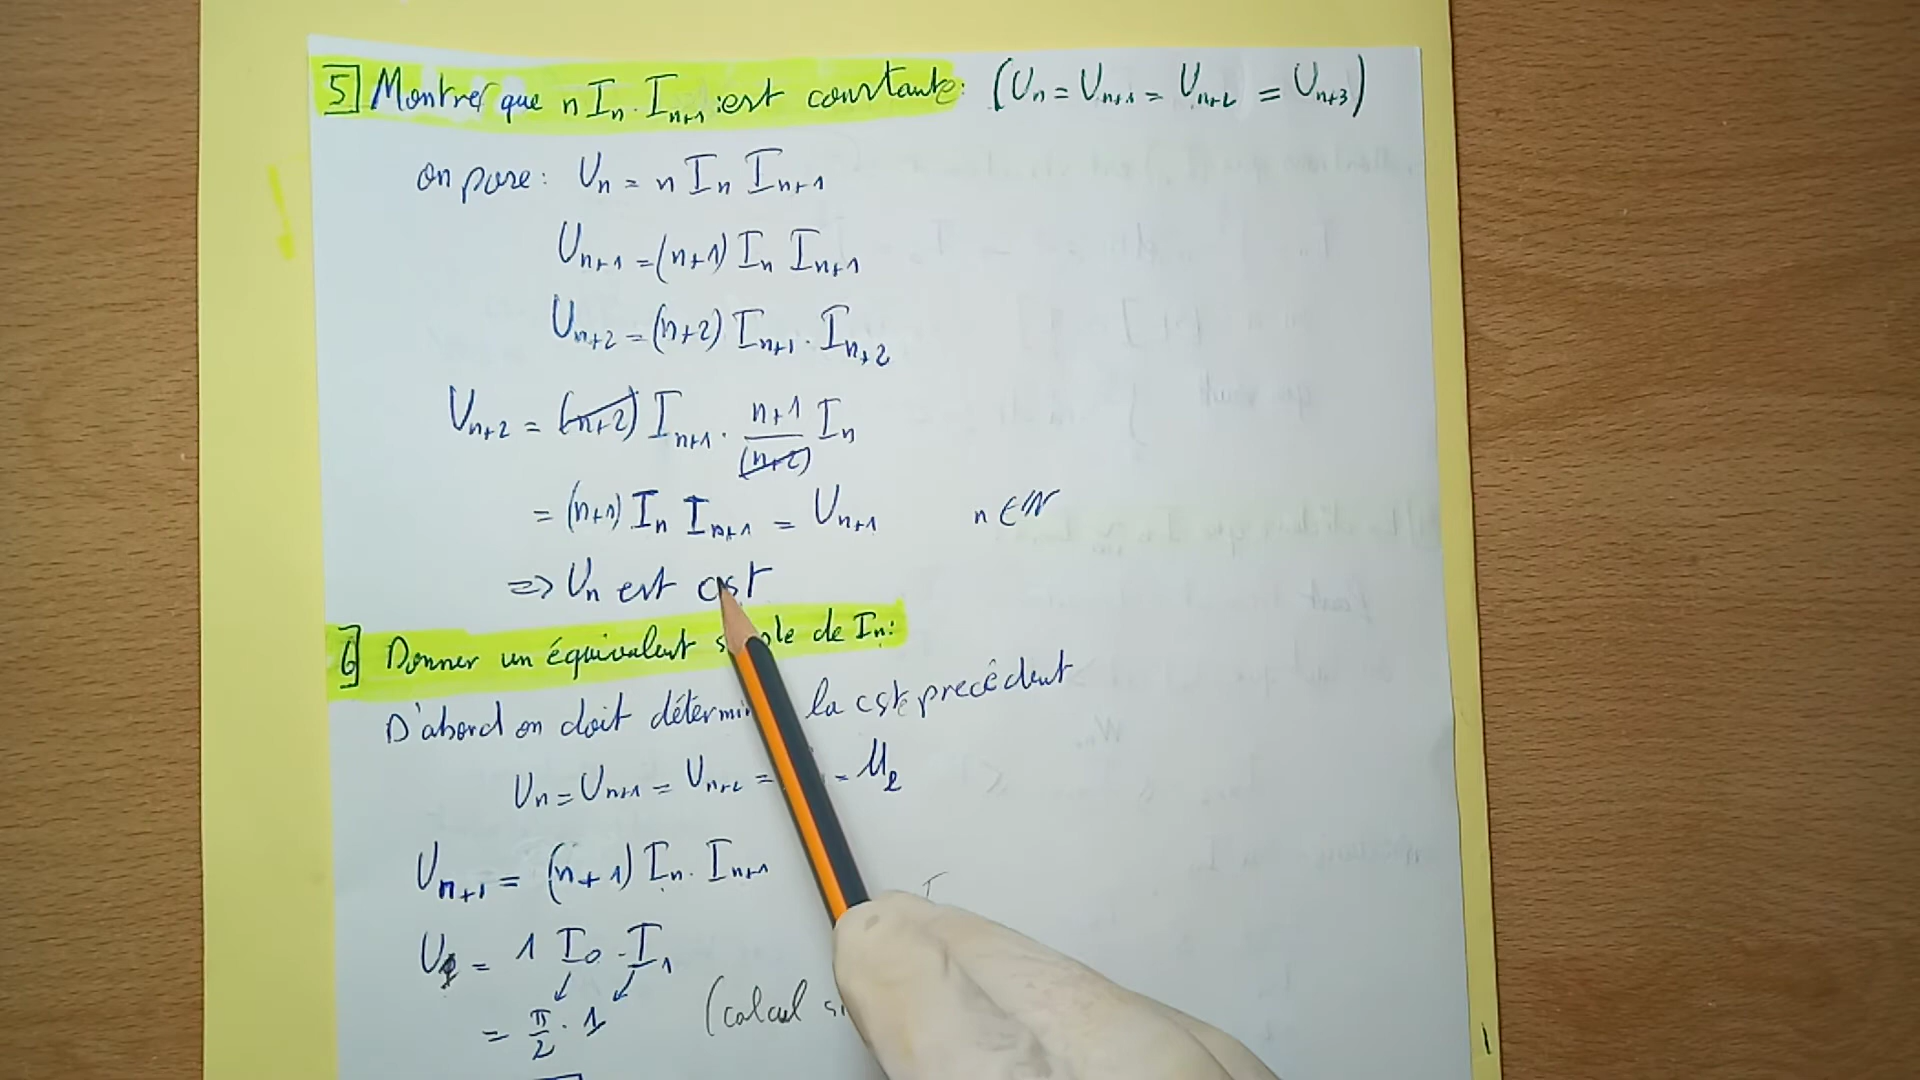 5] Montrer que n Iₙ . Iₙ₊₁ :est constante: (Uₙ = Uₙ₊₁ = Uₙ₊₂ = Uₙ₊₃)
on pose: Uₙ = n Iₙ Iₙ₊₁
Uₙ₊₁ = (n+1) Iₙ Iₙ₊₁
Uₙ₊₂ = (n+2) Iₙ₊₁ . Iₙ₊₂
Uₙ₊₂ = (n+2) Iₙ₊₁ . (n+1)/(n+2) Iₙ
= (n+1) Iₙ Iₙ₊₁ = Uₙ₊₁ n ∈ ℕ
=> Uₙ est cst
6] Donner un équivalent de Iₙ:
D'abord on doit la cste precêdent
Uₙ = Uₙ₊₁ = Uₙ₊₂ = = U₂
Uₙ₊₁ = (n+1) Iₙ . Iₙ₊₁
U₁ = 1 I₀ . I₁
= π/2 . 1 (calcul